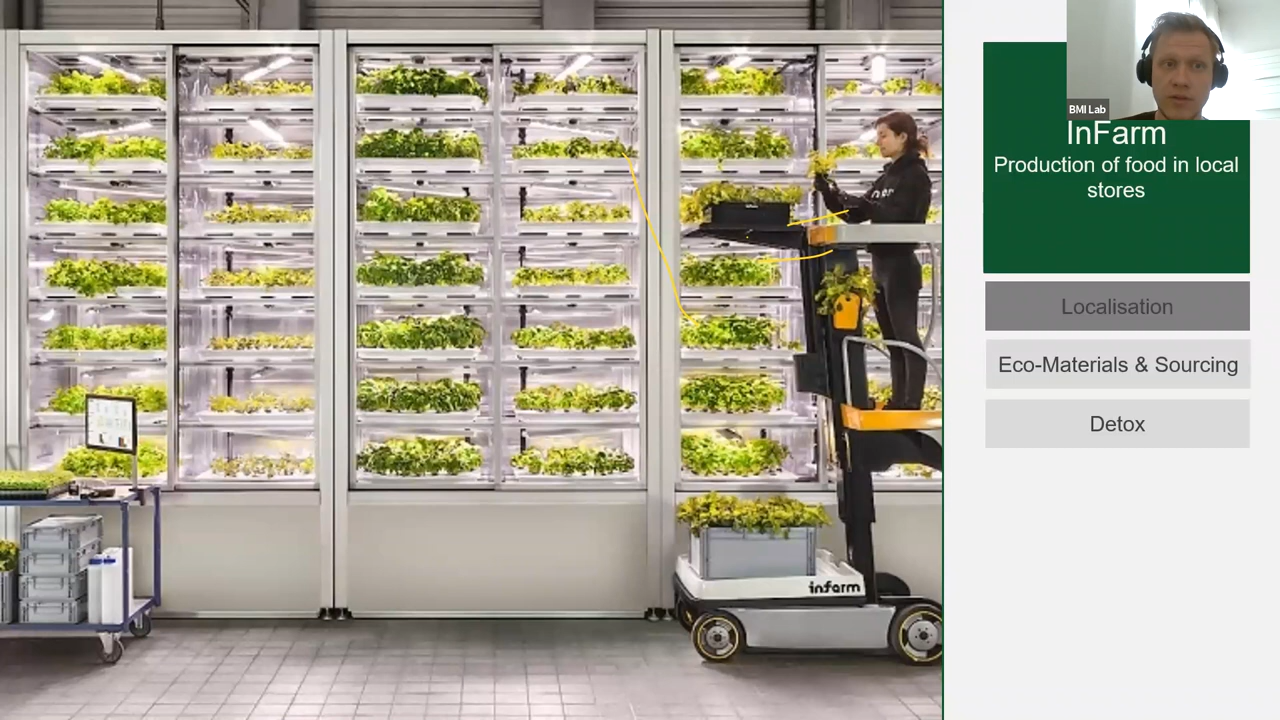 BMI Lab
InFarm
Production of food in local
stores
Localisation
Eco-Materials & Sourcing
Detox
infarm